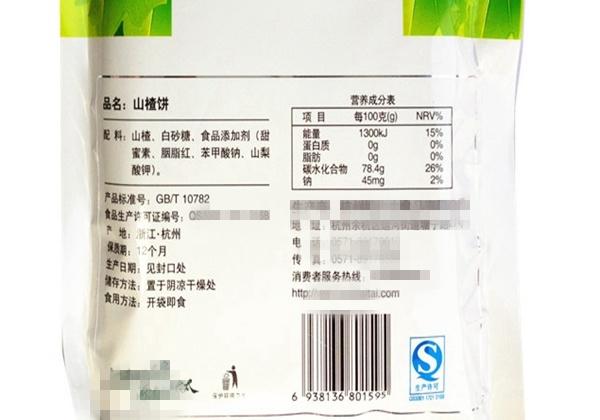 品名：山楂饼
配 料：山楂、白砂糖、食品添加剂（甜
蜜素、胭脂红、苯甲酸钠、山梨
酸钾）。
产品标准号：GB/T 10782
食品生产许可证编号：
产 地：浙江·杭州
保质期：12个月
生产日期：见封口处
储存方法：置于阴凉干燥处
食用方法：开袋即食
营养成分表
项 目 每100克(g) NRV%
能量 1300kJ 15%
蛋白质 0g 0%
脂肪 0g 0%
碳水化合物 78.4g 26%
钠 45mg 2%
地 址：杭州余杭区
电
传 真：0571-
消费者服务热线：
http://
6 938136 801595
生产许可